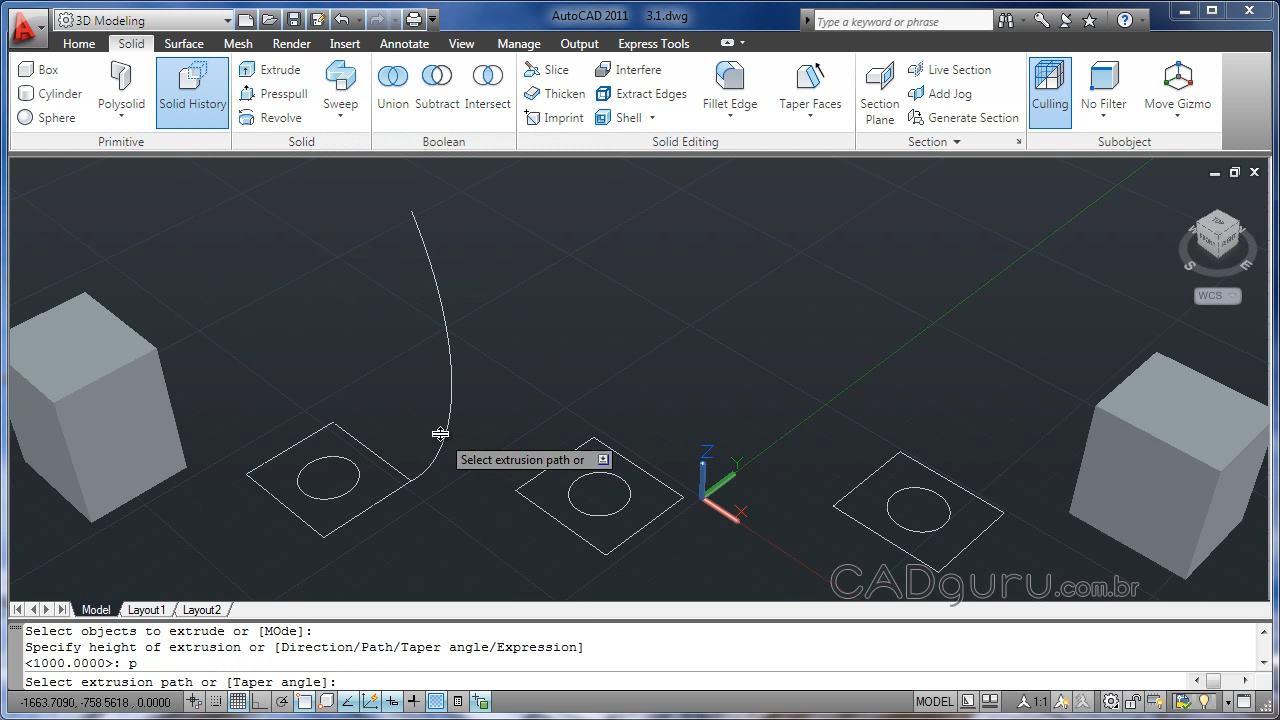 3D Modeling
AutoCAD 2011 3.1.dwg
Type a keyword or phrase
Home Solid Surface Mesh Render Insert Annotate View Manage Output Express Tools
Box
Cylinder
Sphere
Polysolid
Solid History
Primitive
Extrude
Presspull
Revolve
Sweep
Solid
Union Subtract Intersect
Boolean
Slice
Thicken
Imprint
Interfere
Extract Edges
Shell
Fillet Edge
Taper Faces
Solid Editing
Section
Plane
Live Section
Add Jog
Generate Section
Section
Culling
No Filter
Move Gizmo
Subobject
TOP
FRONT
RIGHT
S
E
WCS
Z
Y
X
Select extrusion path or
CADguru.com.br
Model Layout1 Layout2
Select objects to extrude or [MOde]:
Specify height of extrusion or [Direction/Path/Taper angle/Expression]
<1000.0000>: p
Select extrusion path or [Taper angle]:
-1663.7090, -758.5618 , 0.0000
MODEL
1:1